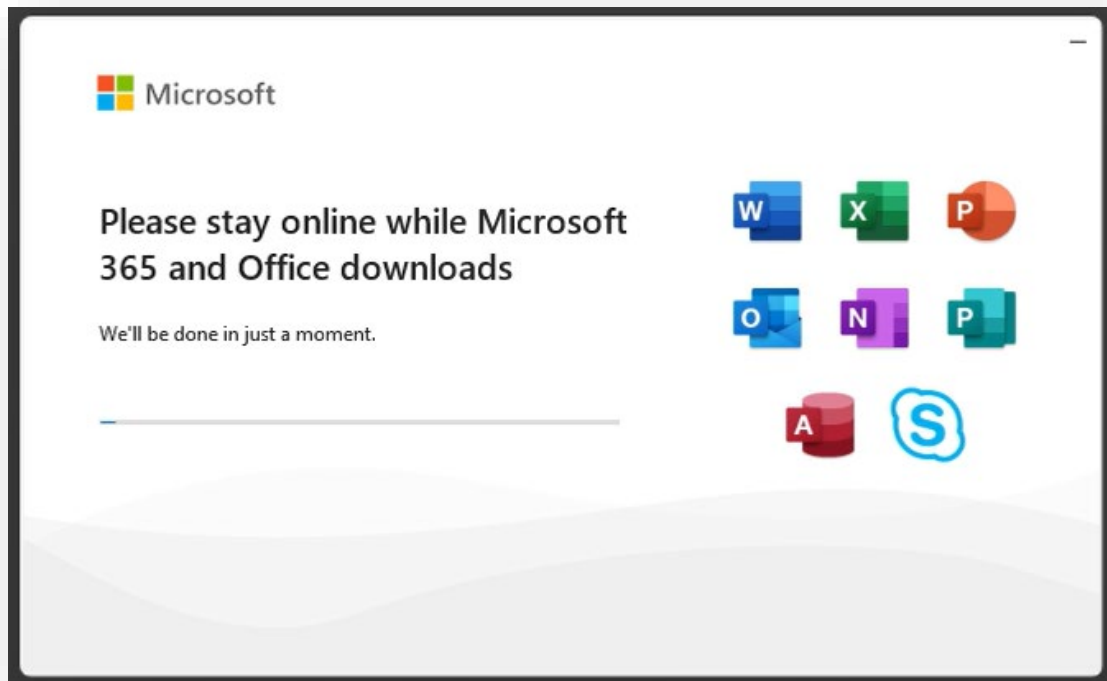 Microsoft
Please stay online while Microsoft
365 and Office downloads
We'll be done in just a moment.
W X P
O N P
A S